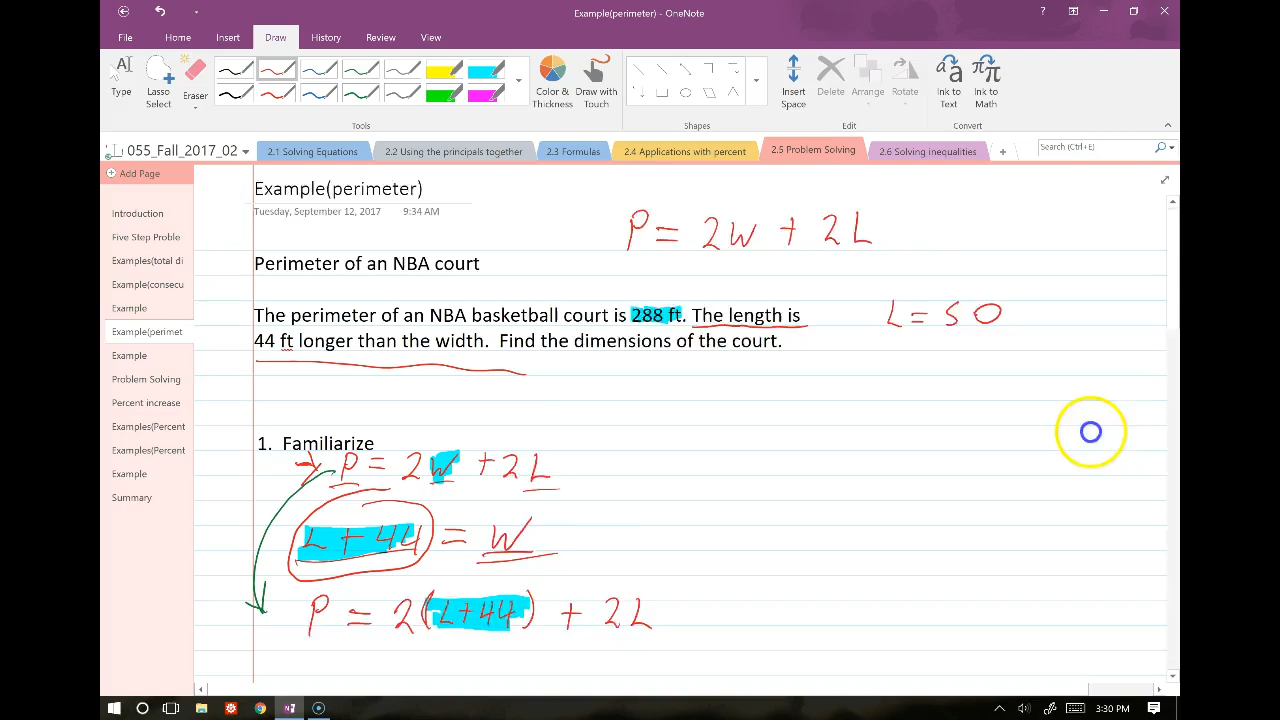 Example(perimeter) - OneNote
File Home Insert Draw History Review View
Type Lasso Select Eraser Color & Thickness Draw with Touch Insert Space Delete Arrange Rotate Ink to Text Ink to Math
Tools Shapes Edit Convert
055_Fall_2017_02 2.1 Solving Equations 2.2 Using the principals together 2.3 Formulas 2.4 Applications with percent 2.5 Problem Solving 2.6 Solving inequalities Search (Ctrl+E)
Add Page
Introduction
Five Step Proble
Examples(total di
Example(consecu
Example
Example(perimet
Example
Problem Solving
Percent increase
Examples(Percent
Examples(Percent
Example
Summary
Example(perimeter)
Tuesday, September 12, 2017 9:34 AM
P = 2W + 2L
Perimeter of an NBA court
The perimeter of an NBA basketball court is 288 ft. The length is
44 ft longer than the width. Find the dimensions of the court.
L = 50
1. Familiarize
P = 2W + 2L
L + 44 = W
P = 2(L+44) + 2L
3:30 PM